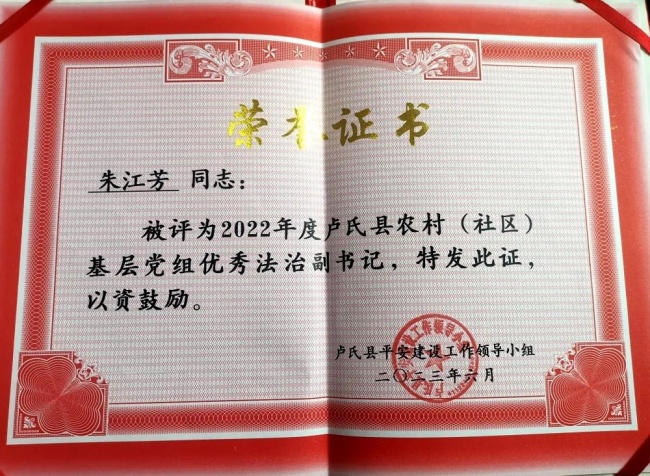 荣誉证书
朱江芳 同志：
被评为2022年度卢氏县农村（社区）
基层党组优秀法治副书记，特发此证，
以资鼓励。
卢氏县平安建设工作领导小组
二〇二三年六月